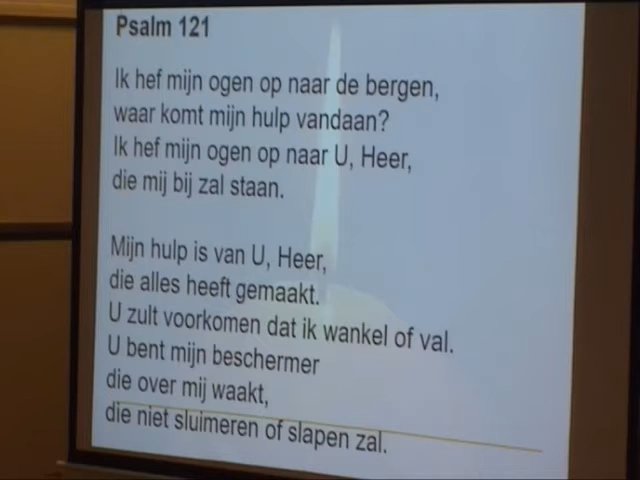 Psalm 121
Ik hef mijn ogen op naar de bergen,
waar komt mijn hulp vandaan?
Ik hef mijn ogen op naar U, Heer,
die mij bij zal staan.
Mijn hulp is van U, Heer,
die alles heeft gemaakt.
U zult voorkomen dat ik wankel of val.
U bent mijn beschermer
die over mij waakt,
die niet sluimeren of slapen zal.